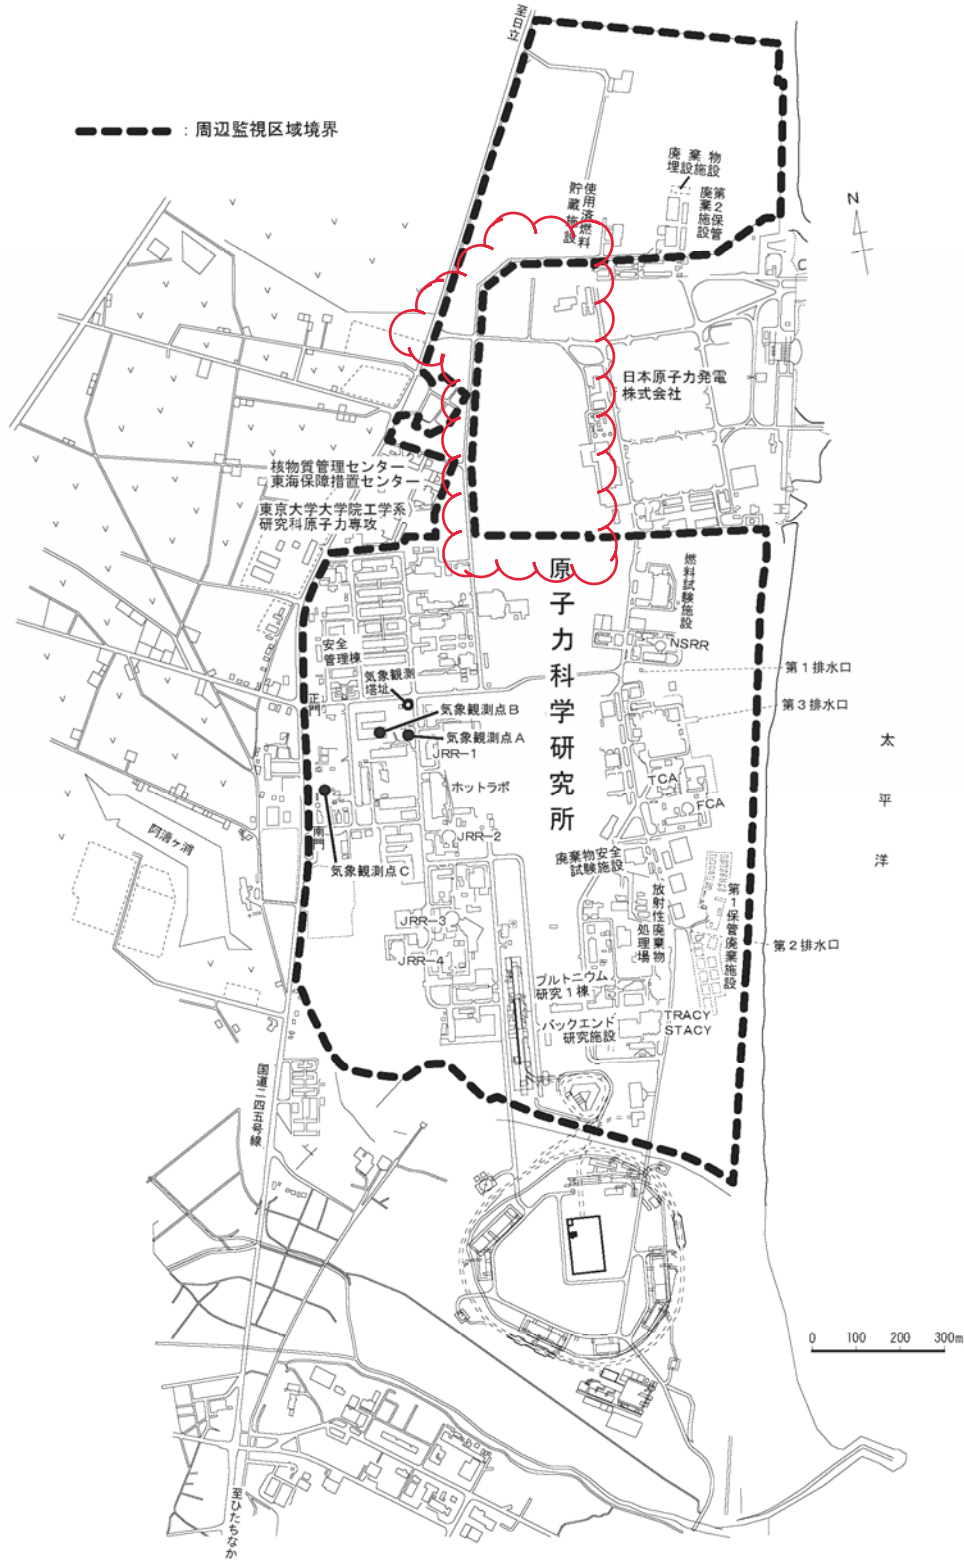 至日立
：周辺監視区域境界
廃棄物
埋設施設
使用済燃料
貯蔵施設
第2保管
廃棄施設
N
C
日本原子力発電
株式会社
核物質管理センター
東海保障措置センター
東京大学大学院工学系
研究科原子力専攻
原子力科学研究所
燃料試験施設
NSRR
安全
管理棟
気象観測
塔址
第1排水口
正門
気象観測点B
第3排水口
気象観測点A
JRR-1
太平洋
TCA
ホットラボ
FCA
阿漕ヶ浦
南門
JRR-2
気象観測点C
廃棄物安全
試験施設
放射性廃棄物
処理場
第1保管廃棄施設
JRR-3
第2排水口
JRR-4
プルトニウム
研究1棟
バックエンド
研究施設
TRACY
STACY
国道二四五号線
0 100 200 300m
至ひたちなか